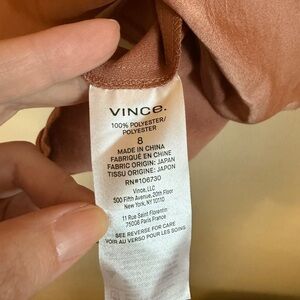 VINCE.
100% POLYESTER/
POLYESTER
8
MADE IN CHINA
FABRIQUÉ EN CHINE
FABRIC ORIGIN: JAPAN
TISSU ORIGINE: JAPON
RN#106730
Vince, LLC
500 Fifth Avenue, 20th Floor
New York, NY 10110
11 Rue Saint Florentin
75008 Paris France
SEE REVERSE FOR CARE
VOIR AU VERSO POUR LES SOINS